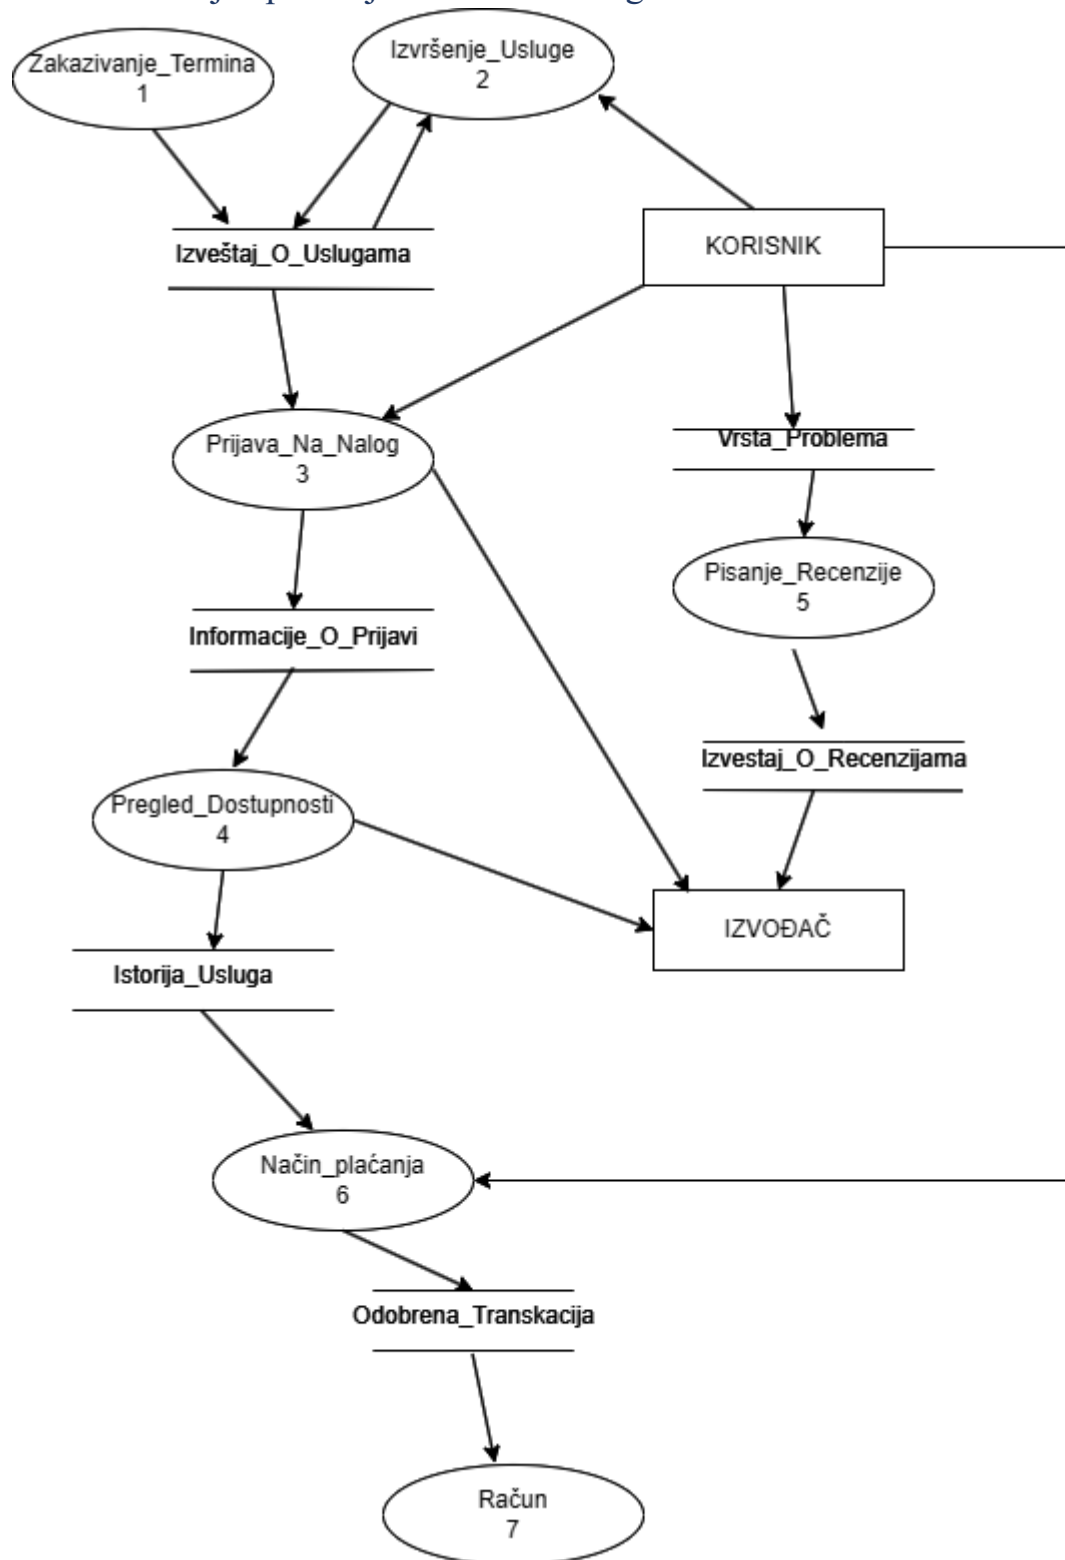 Zakazivanje_Termina
1
Izvršenje_Usluge
2
Izveštaj_O_Uslugama
KORISNIK
Prijava_Na_Nalog
3
Vrsta_Problema
Pisanje_Recenzije
5
Informacije_O_Prijavi
Izvestaj_O_Recenzijama
Pregled_Dostupnosti
4
IZVOĐAČ
Istorija_Usluga
Način_plaćanja
6
Odobrena_Transkacija
Račun
7